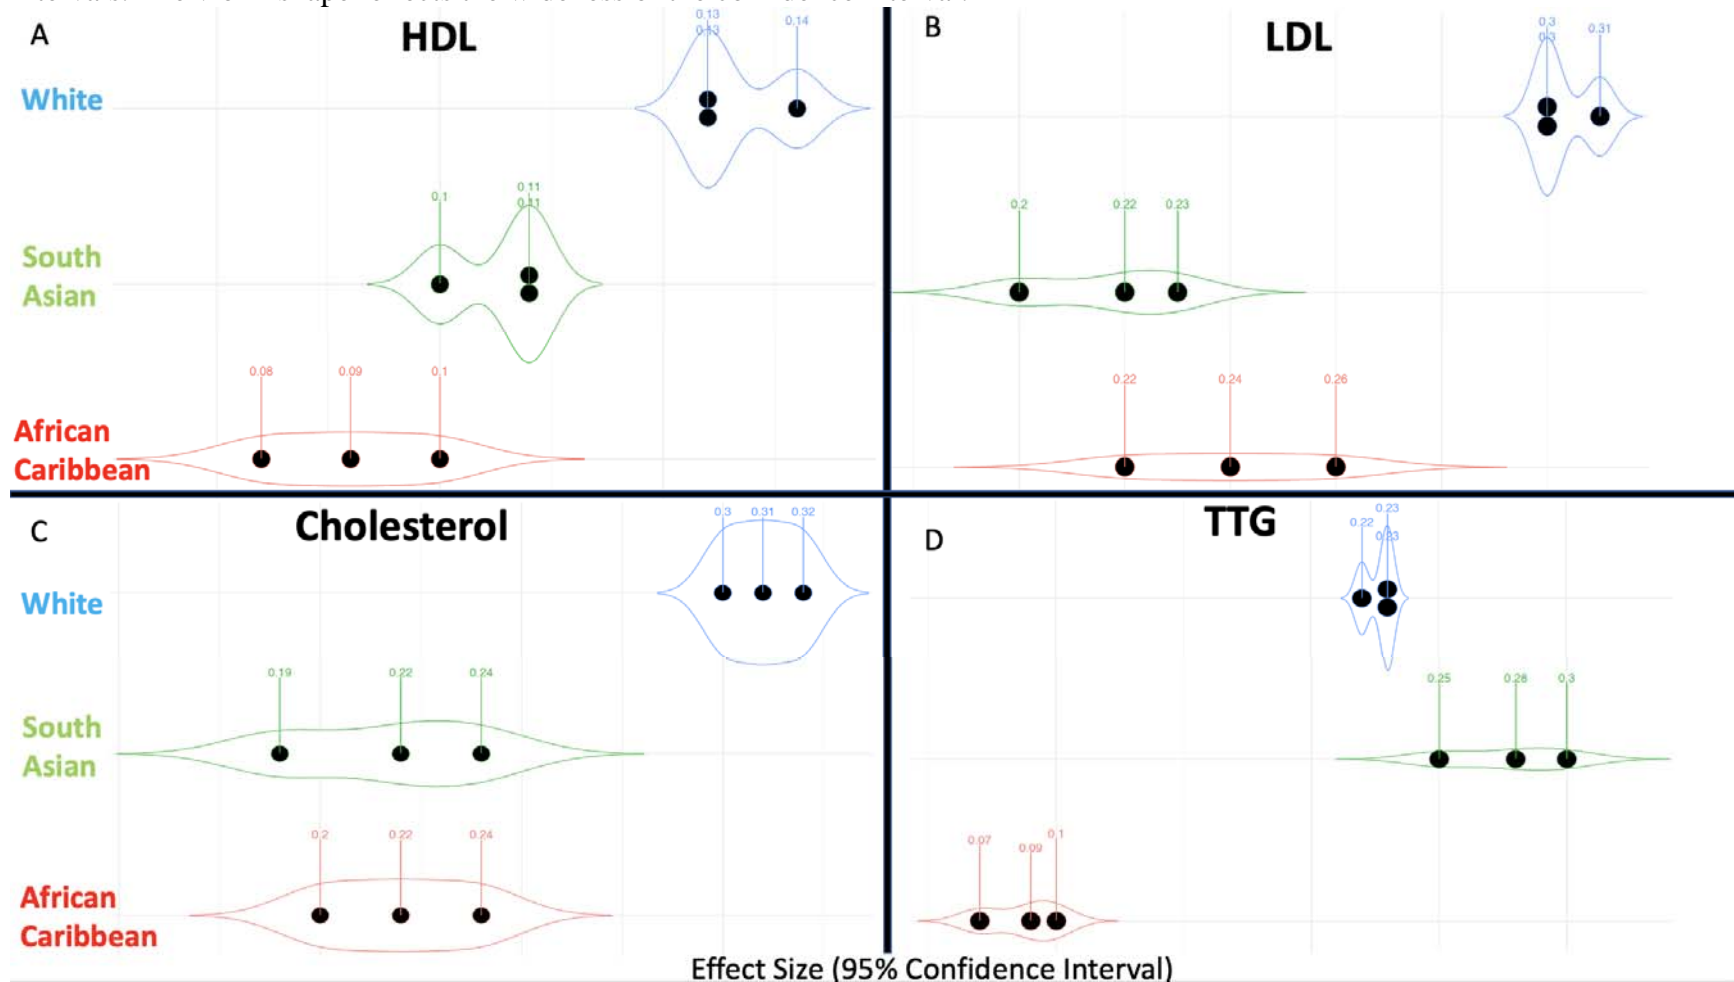 A
HDL
0.13
0.13
0.14
White
0.1
0.11
0.11
South
Asian
0.08
0.09
0.1
African
Caribbean
B
LDL
0.3
0.3
0.31
0.2
0.22
0.23
0.22
0.24
0.26
C
Cholesterol
0.3
0.31
0.32
White
0.19
0.22
0.24
South
Asian
0.2
0.22
0.24
African
Caribbean
D
TTG
0.22
0.23
0.23
0.25
0.28
0.3
0.07
0.09
0.1
Effect Size (95% Confidence Interval)